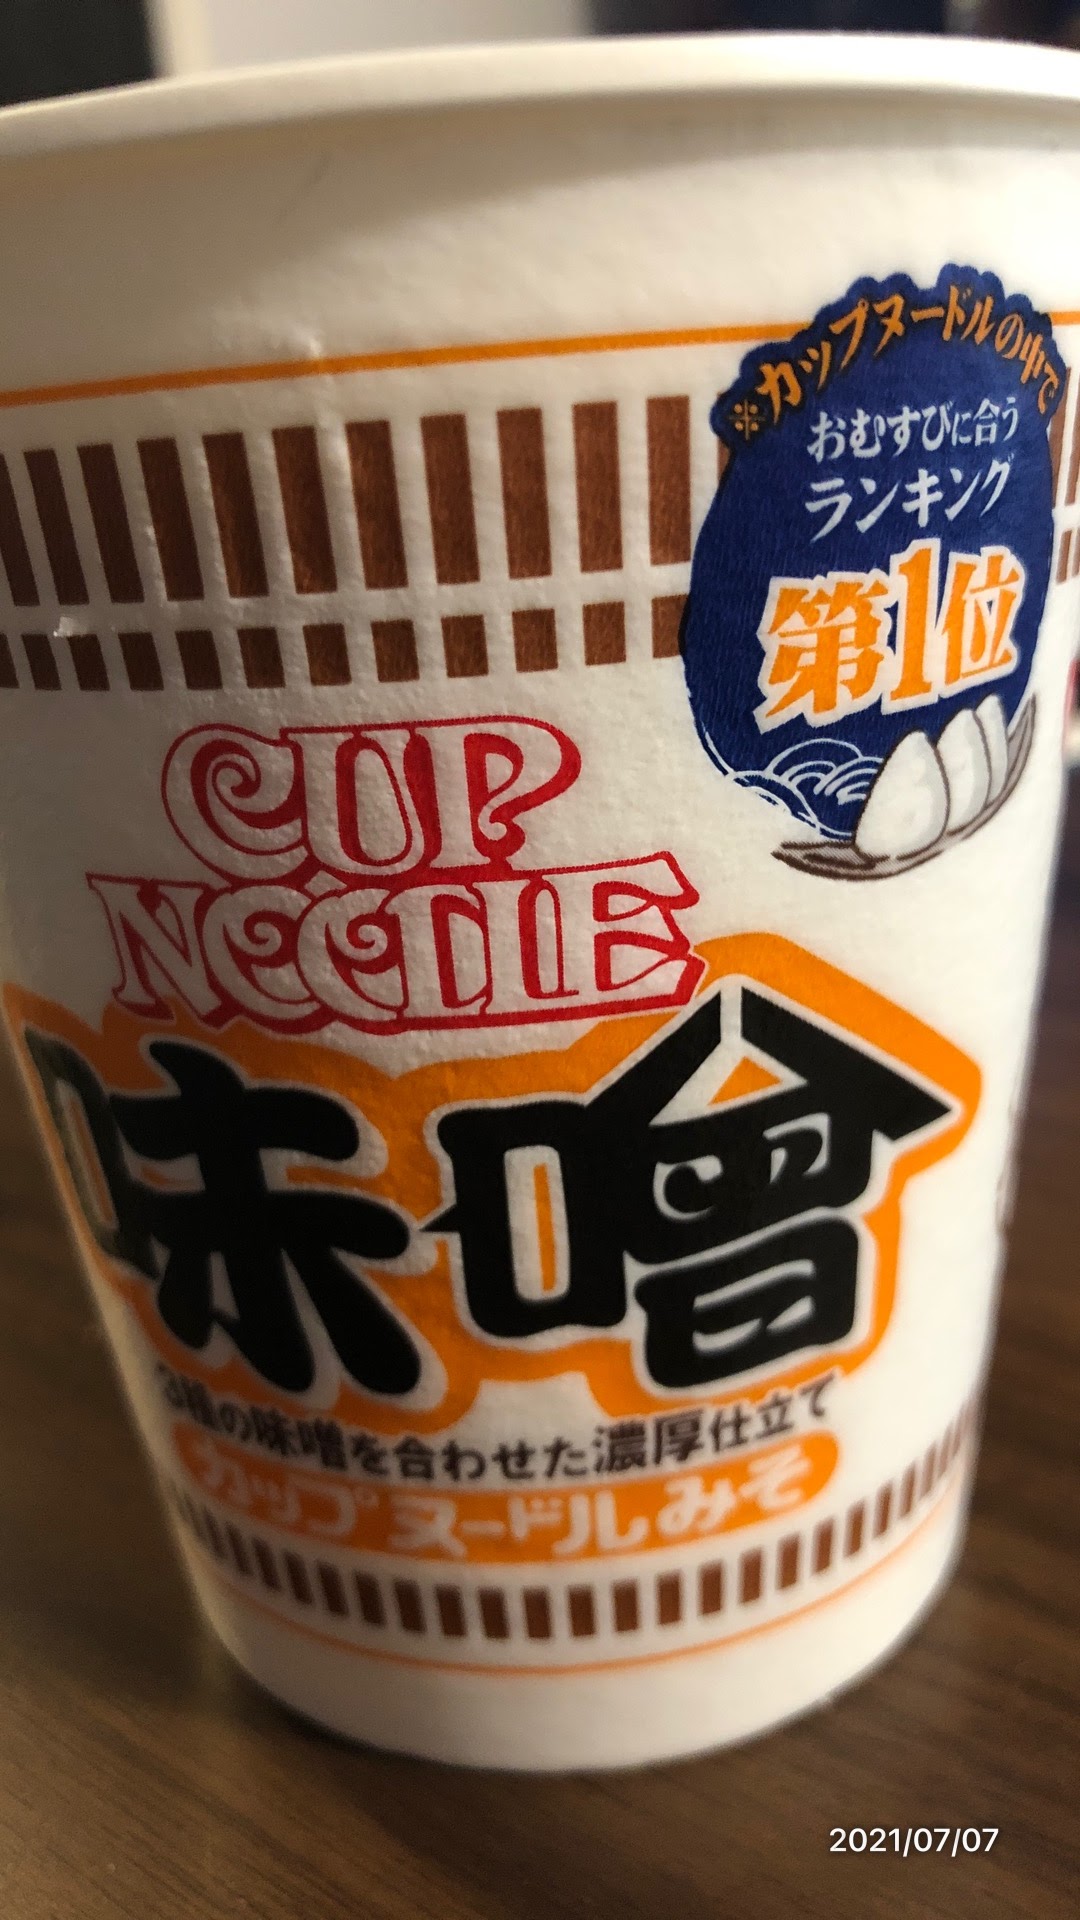 ※カップヌードルの中で
おむすびに合う
ランキング
第1位
CUP
NOODLE
味噌
3種の味噌を合わせた濃厚仕立て
カップヌードルみそ
2021/07/07